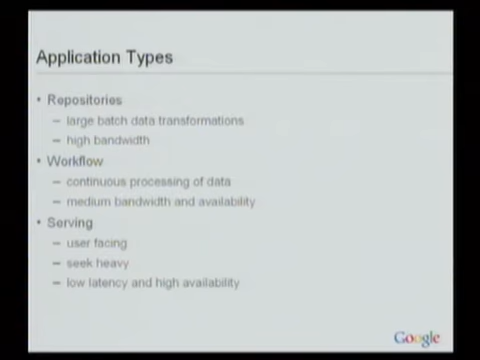 Application Types
• Repositories
– large batch data transformations
– high bandwidth
• Workflow
– continuous processing of data
– medium bandwidth and availability
• Serving
– user facing
– seek heavy
– low latency and high availability
Google